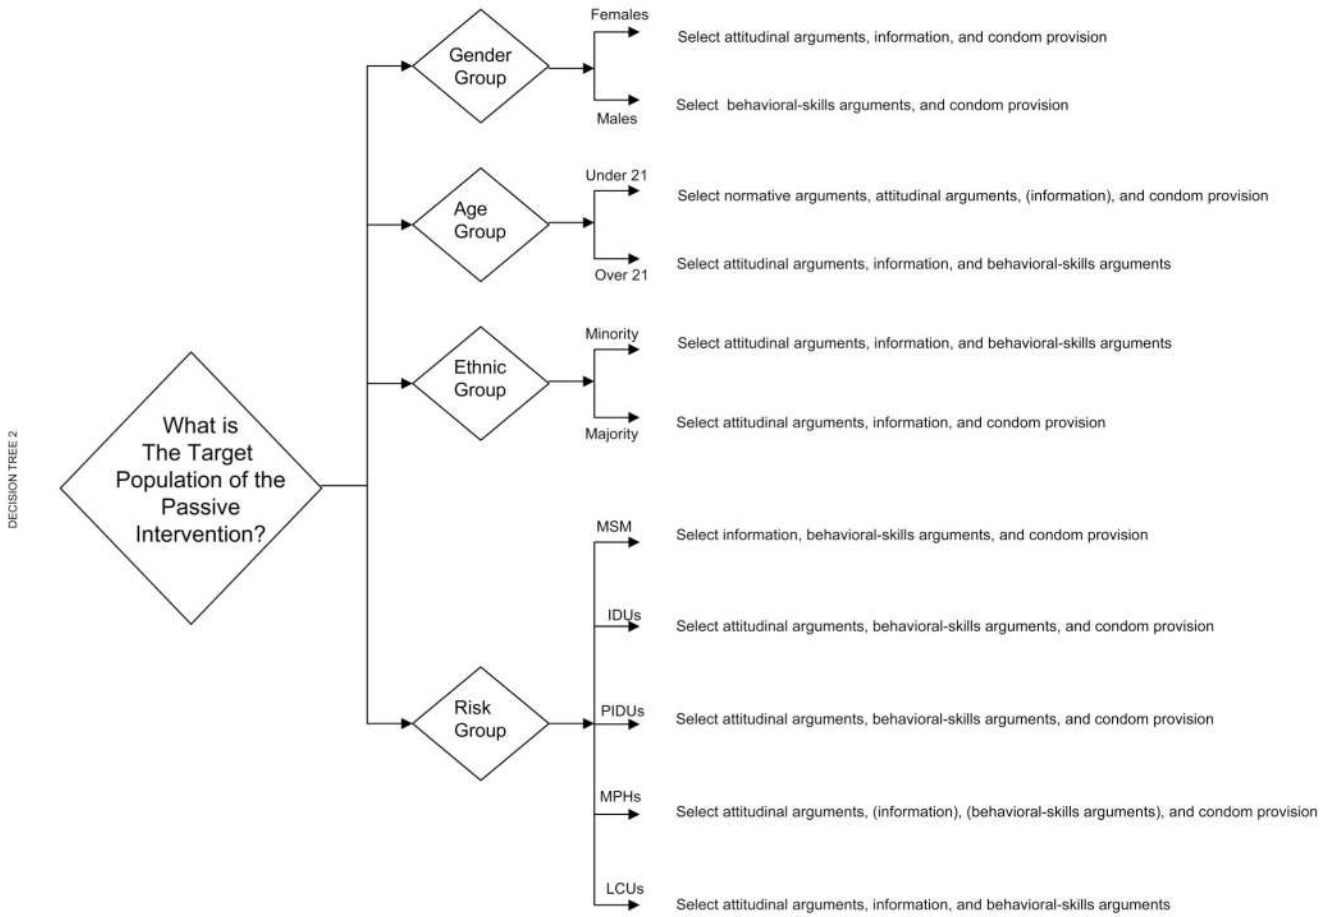 DECISION TREE 2
What is
The Target
Population of the
Passive
Intervention?
Gender
Group
Females
Select attitudinal arguments, information, and condom provision
Males
Select behavioral-skills arguments, and condom provision
Age
Group
Under 21
Select normative arguments, attitudinal arguments, (information), and condom provision
Over 21
Select attitudinal arguments, information, and behavioral-skills arguments
Ethnic
Group
Minority
Select attitudinal arguments, information, and behavioral-skills arguments
Majority
Select attitudinal arguments, information, and condom provision
Risk
Group
MSM
Select information, behavioral-skills arguments, and condom provision
IDUs
Select attitudinal arguments, behavioral-skills arguments, and condom provision
PIDUs
Select attitudinal arguments, behavioral-skills arguments, and condom provision
MPHs
Select attitudinal arguments, (information), (behavioral-skills arguments), and condom provision
LCUs
Select attitudinal arguments, information, and behavioral-skills arguments